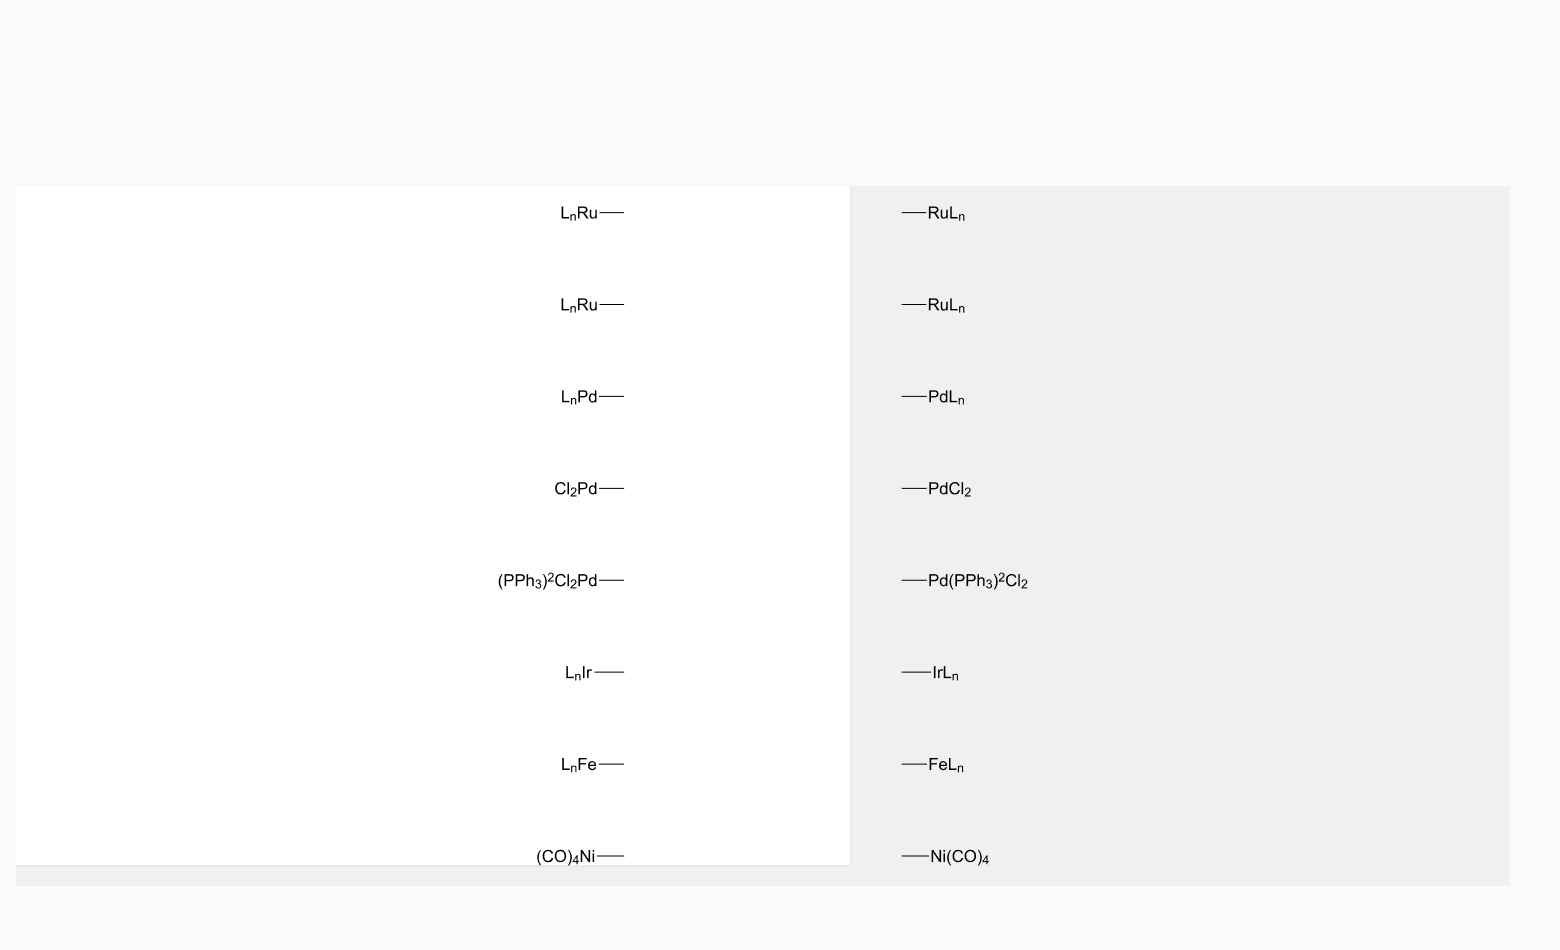 LₙRu RuLₙ
LₙRu RuLₙ
LₙPd PdLₙ
Cl₂Pd PdCl₂
(PPh₃)²Cl₂Pd Pd(PPh₃)²Cl₂
LₙIr IrLₙ
LₙFe FeLₙ
(CO)₄Ni Ni(CO)₄